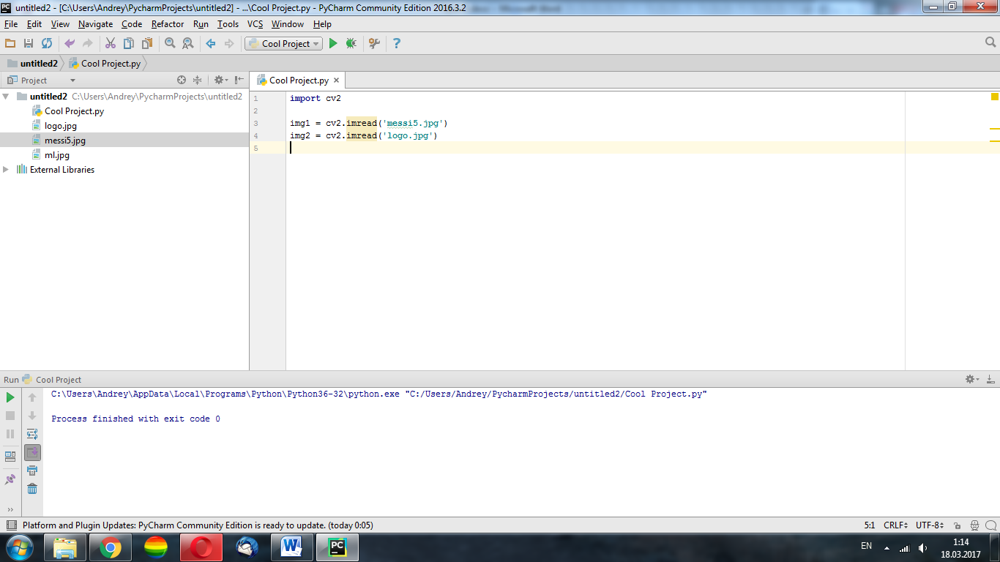 untitled2 - [C:\Users\Andrey\PycharmProjects\untitled2] - ...\Cool Project.py - PyCharm Community Edition 2016.3.2
File Edit View Navigate Code Refactor Run Tools VCS Window Help
Cool Project
untitled2 Cool Project.py
Project
Cool Project.py
untitled2 C:\Users\Andrey\PycharmProjects\untitled2
Cool Project.py
logo.jpg
messi5.jpg
ml.jpg
External Libraries
1 import cv2
2
3 img1 = cv2.imread('messi5.jpg')
4 img2 = cv2.imread('logo.jpg')
5
Run Cool Project
C:\Users\Andrey\AppData\Local\Programs\Python\Python36-32\python.exe "C:/Users/Andrey/PycharmProjects/untitled2/Cool Project.py"
Process finished with exit code 0
Platform and Plugin Updates: PyCharm Community Edition is ready to update. (today 0:05) 5:1 CRLF UTF-8
EN 1:14
18.03.2017